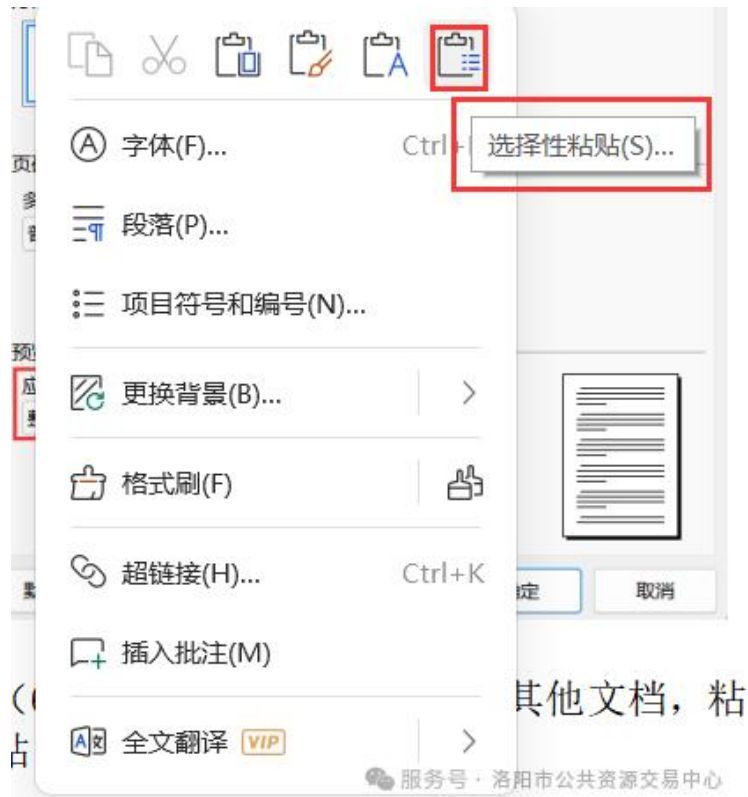 选择性粘贴(S)...
字体(F)... Ctrl+
段落(P)...
项目符号和编号(N)...
更换背景(B)...
格式刷(F)
超链接(H)... Ctrl+K
取消
插入批注(M)
其他文档，粘
全文翻译 VIP
服务号 · 洛阳市公共资源交易中心